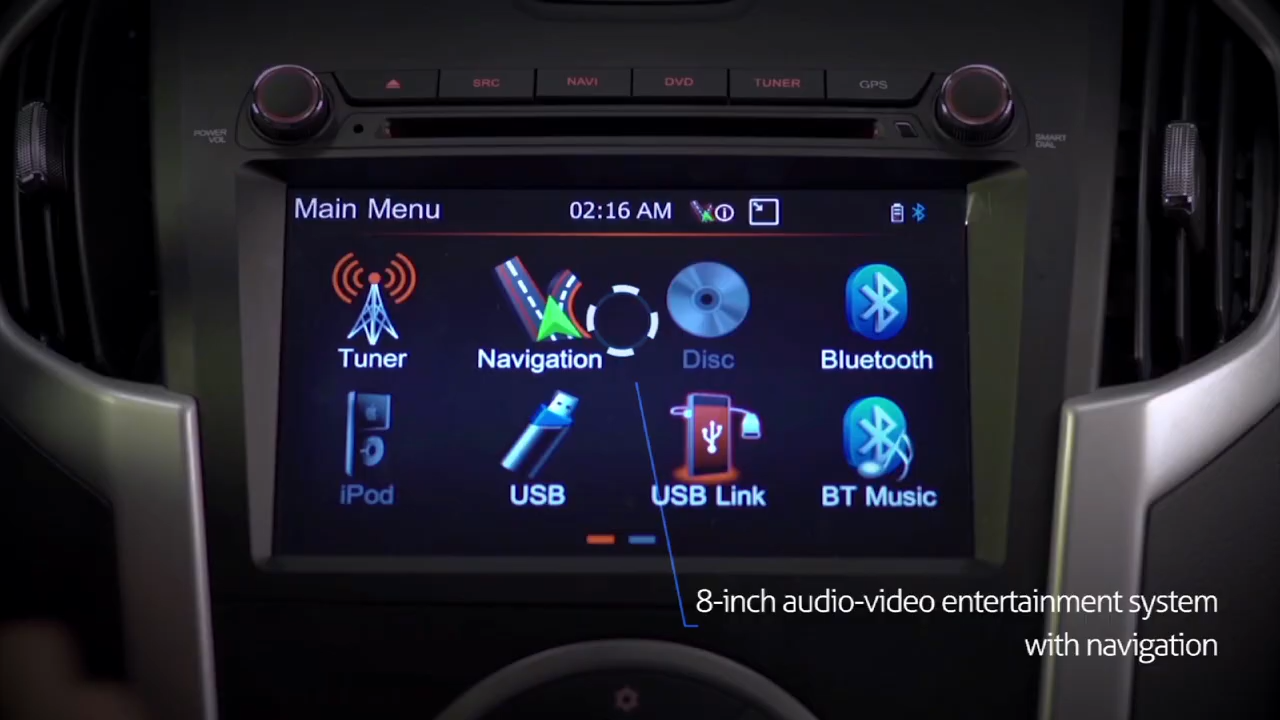 SRC NAVI DVD TUNER GPS
POWER
VOL
SMART
DIAL
Main Menu 02:16 AM
Tuner Navigation Disc Bluetooth
iPod USB USB Link BT Music
8-inch audio-video entertainment system
with navigation